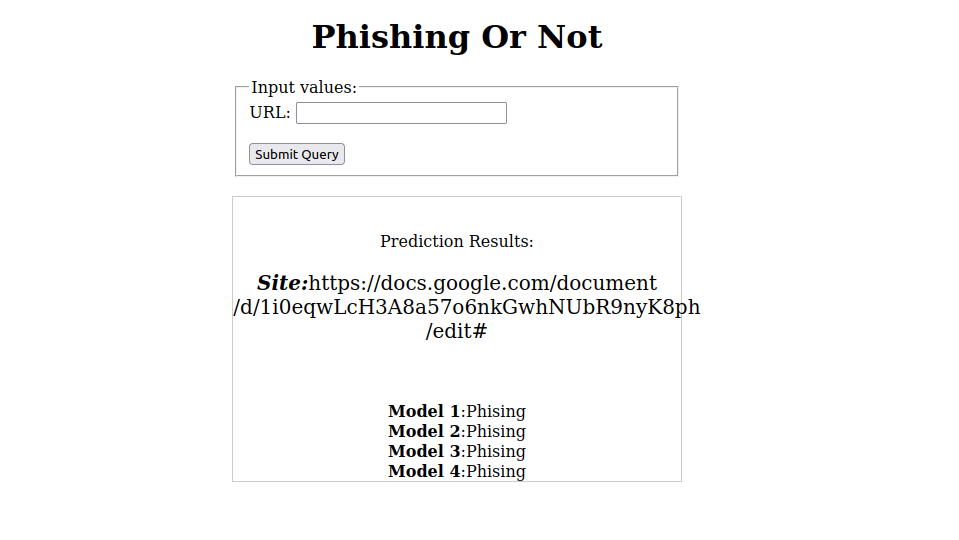 Phishing Or Not
Input values:
URL:
Submit Query
Prediction Results:
Site:https://docs.google.com/document
/d/1i0eqwLcH3A8a57o6nkGwhNUbR9nyK8ph
/edit#
Model 1:Phising
Model 2:Phising
Model 3:Phising
Model 4:Phising